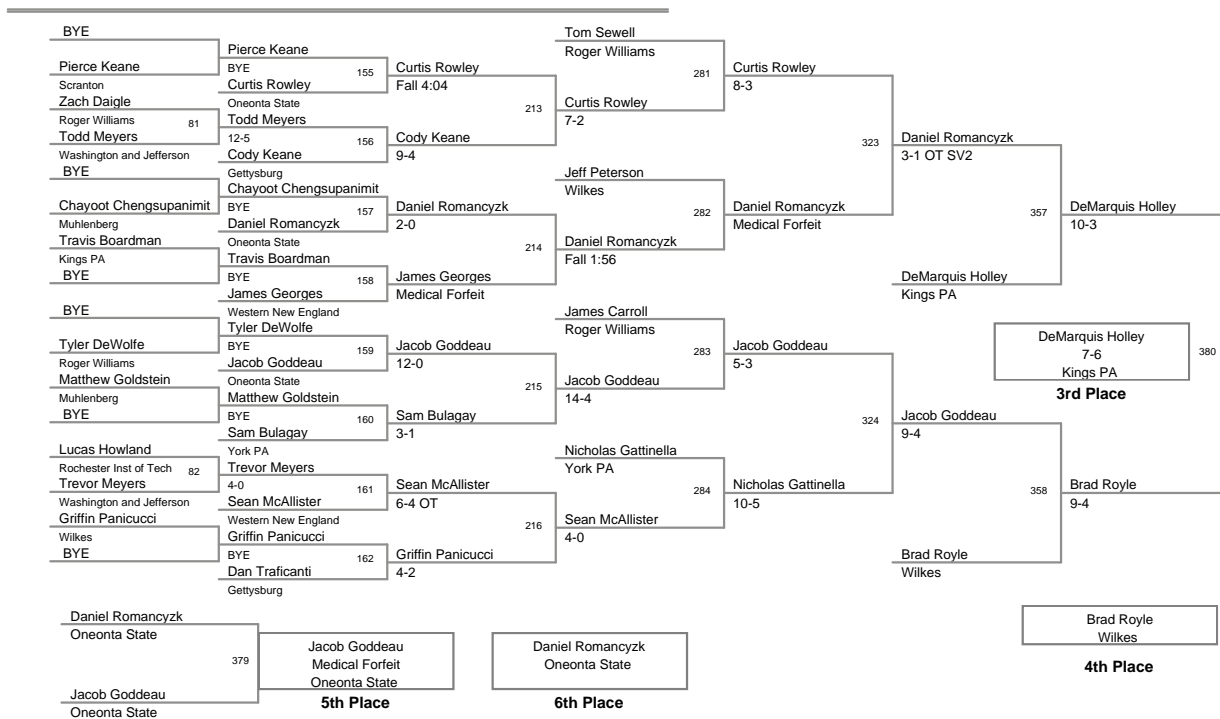 BYE
Pierce Keane
Scranton
Zach Daigle
Roger Williams
81
Todd Meyers
Washington and Jefferson
BYE
Chayoot Chengsupanimit
Muhlenberg
Travis Boardman
Kings PA
BYE
BYE
Tyler DeWolfe
Roger Williams
Matthew Goldstein
Muhlenberg
BYE
Lucas Howland
Rochester Inst of Tech
82
Trevor Meyers
Washington and Jefferson
Griffin Panicucci
Wilkes
BYE
Pierce Keane
BYE
155
Curtis Rowley
Oneonta State
Todd Meyers
12-5
156
Cody Keane
Gettysburg
Chayoot Chengsupanimit
BYE
157
Daniel Romancyzk
Oneonta State
Travis Boardman
BYE
158
James Georges
Western New England
Tyler DeWolfe
BYE
159
Jacob Goddeau
Oneonta State
Matthew Goldstein
BYE
160
Sam Bulagay
York PA
Trevor Meyers
4-0
161
Sean McAllister
Western New England
Griffin Panicucci
BYE
162
Dan Traficanti
Gettysburg
Curtis Rowley
Fall 4:04
213
Cody Keane
9-4
Daniel Romancyzk
2-0
214
James Georges
Medical Forfeit
Jacob Goddeau
12-0
215
Sam Bulagay
3-1
Sean McAllister
6-4 OT
216
Griffin Panicucci
4-2
Tom Sewell
Roger Williams
281
Curtis Rowley
7-2
Jeff Peterson
Wilkes
282
Daniel Romancyzk
Fall 1:56
James Carroll
Roger Williams
283
Jacob Goddeau
14-4
Nicholas Gattinella
York PA
284
Sean McAllister
4-0
Curtis Rowley
8-3
323
Daniel Romancyzk
Medical Forfeit
Jacob Goddeau
5-3
324
Nicholas Gattinella
10-5
Daniel Romancyzk
3-1 OT SV2
357
DeMarquis Holley
Kings PA
Jacob Goddeau
9-4
358
Brad Royle
Wilkes
DeMarquis Holley
10-3
DeMarquis Holley
7-6
Kings PA
380
3rd Place
Brad Royle
9-4
Brad Royle
Wilkes
4th Place
Daniel Romancyzk
Oneonta State
379
Jacob Goddeau
Oneonta State
Jacob Goddeau
Medical Forfeit
Oneonta State
5th Place
Daniel Romancyzk
Oneonta State
6th Place